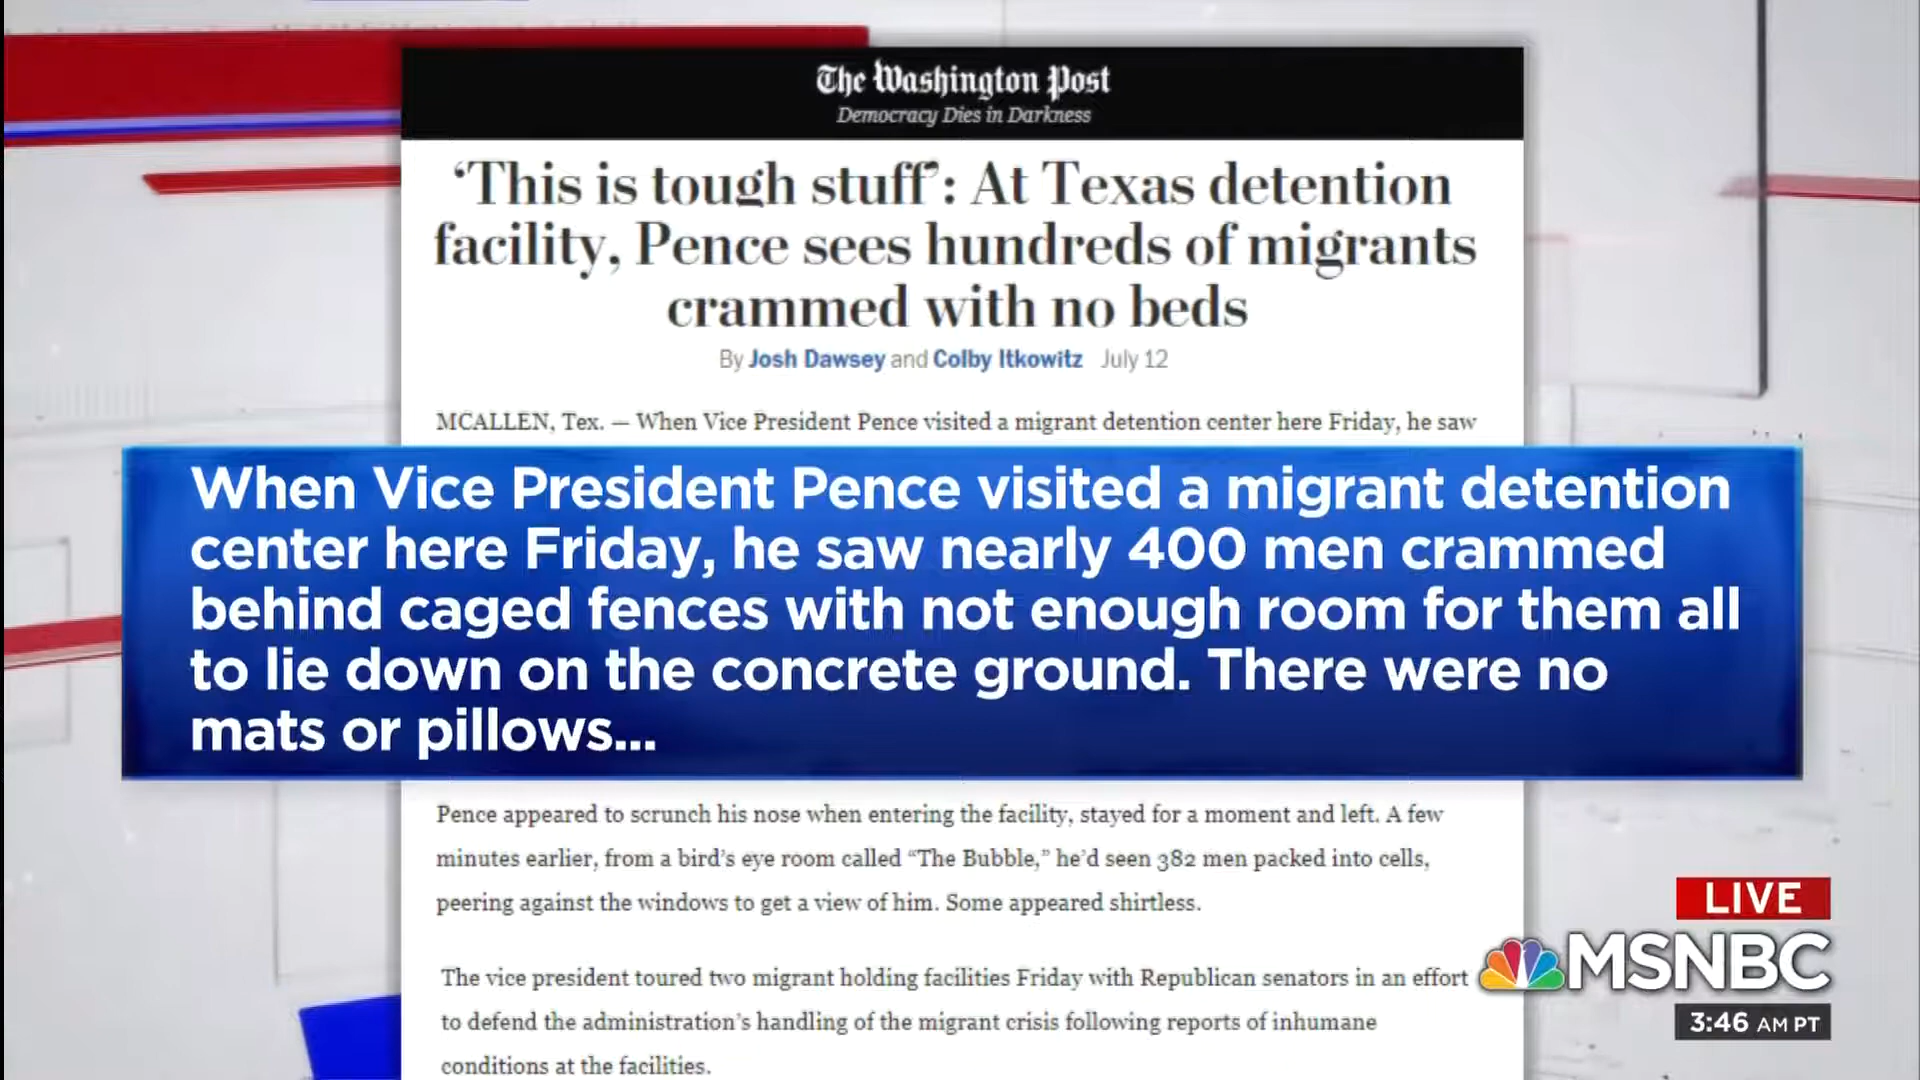 The Washington Post
Democracy Dies in Darkness
‘This is tough stuff’: At Texas detention
facility, Pence sees hundreds of migrants
crammed with no beds
By Josh Dawsey and Colby Itkowitz July 12
MCALLEN, Tex. — When Vice President Pence visited a migrant detention center here Friday, he saw
When Vice President Pence visited a migrant detention
center here Friday, he saw nearly 400 men crammed
behind caged fences with not enough room for them all
to lie down on the concrete ground. There were no
mats or pillows...
Pence appeared to scrunch his nose when entering the facility, stayed for a moment and left. A few
minutes earlier, from a bird’s eye room called “The Bubble,” he’d seen 382 men packed into cells,
peering against the windows to get a view of him. Some appeared shirtless.
The vice president toured two migrant holding facilities Friday with Republican senators in an effort
to defend the administration’s handling of the migrant crisis following reports of inhumane
conditions at the facilities.
LIVE
MSNBC
3:46 AM PT